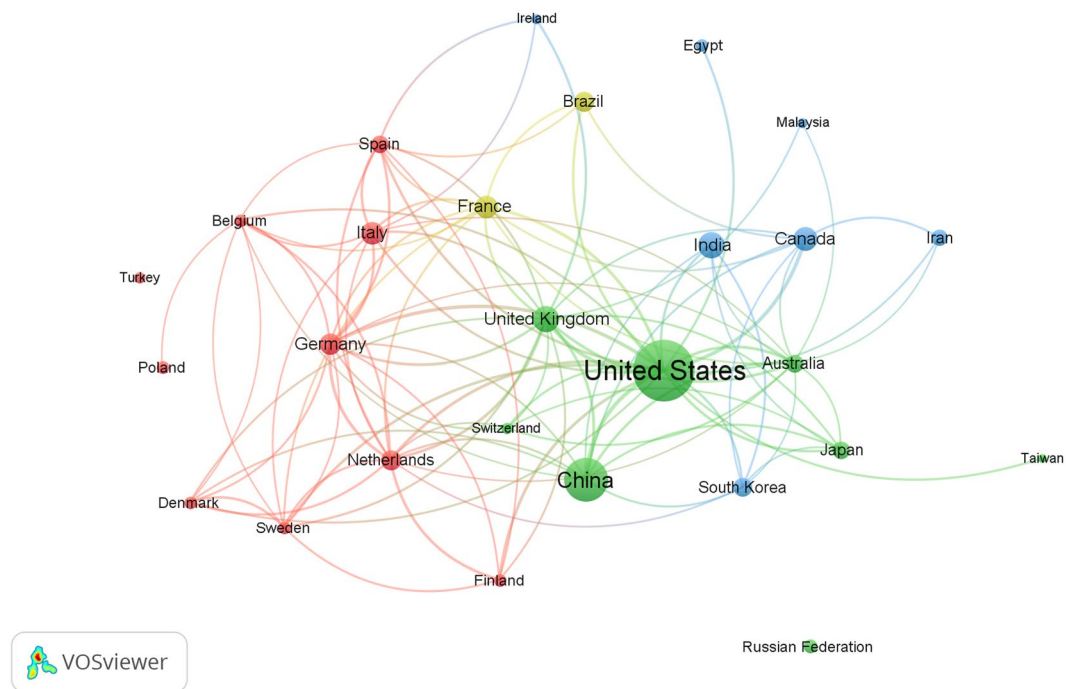 Ireland
Egypt
Brazil
Malaysia
Spain
France
Belgium
Italy
India
Canada
Iran
Turkey
United Kingdom
Germany
Poland
United States
Australia
Switzerland
Japan
Netherlands
Taiwan
China
South Korea
Denmark
Sweden
Finland
Russian Federation
VOSviewer